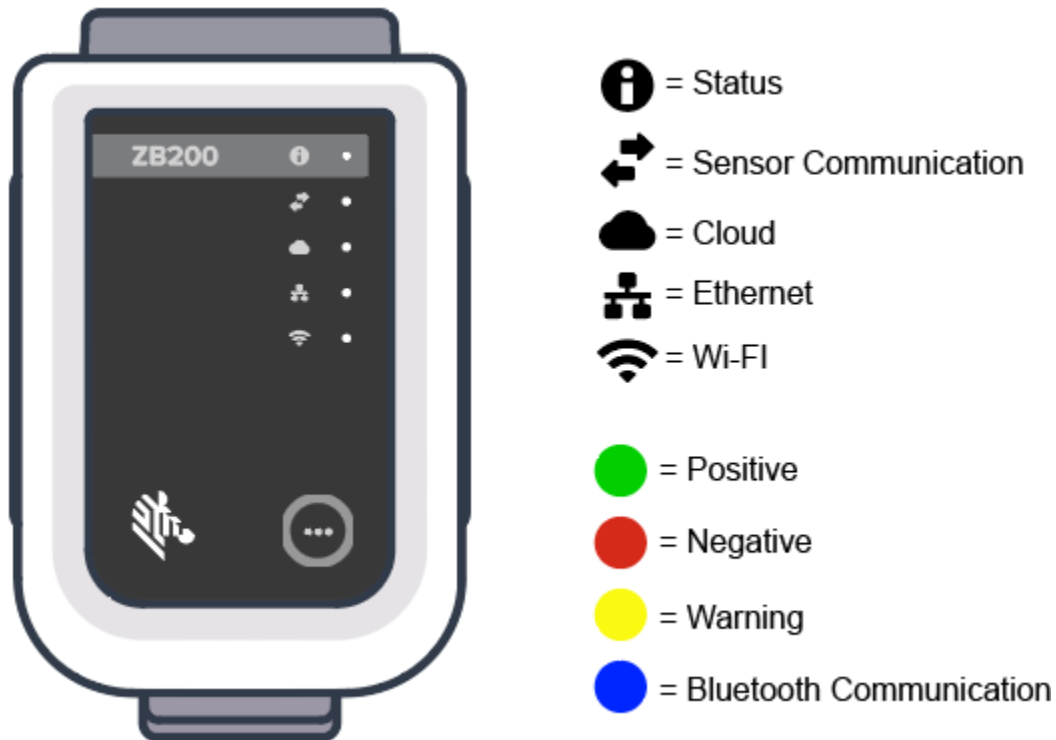 ZB200
= Status
= Sensor Communication
= Cloud
= Ethernet
= Wi-FI
= Positive
= Negative
= Warning
= Bluetooth Communication